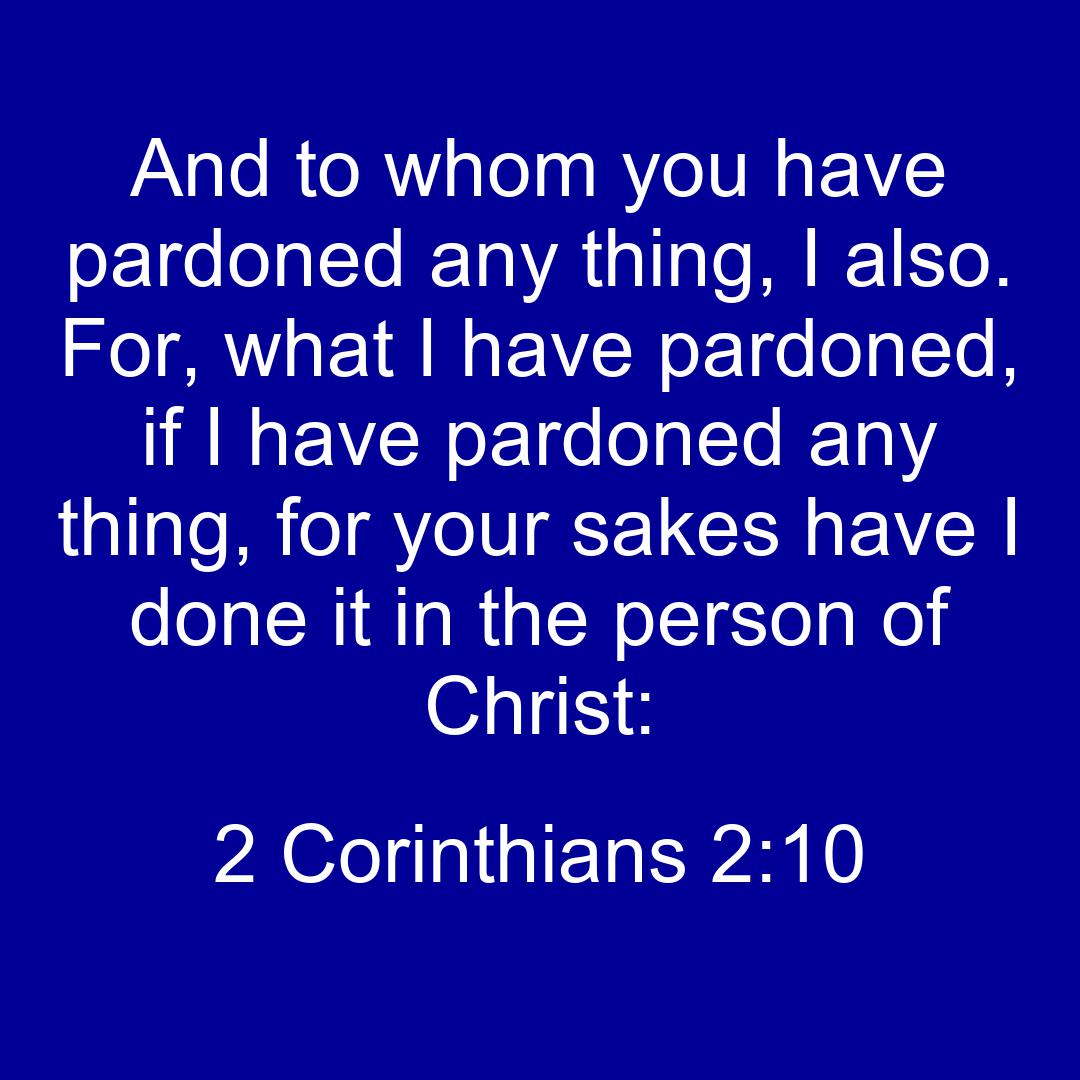 And to whom you have
pardoned any thing, I also.
For, what I have pardoned,
if I have pardoned any
thing, for your sakes have I
done it in the person of
Christ:
2 Corinthians 2:10